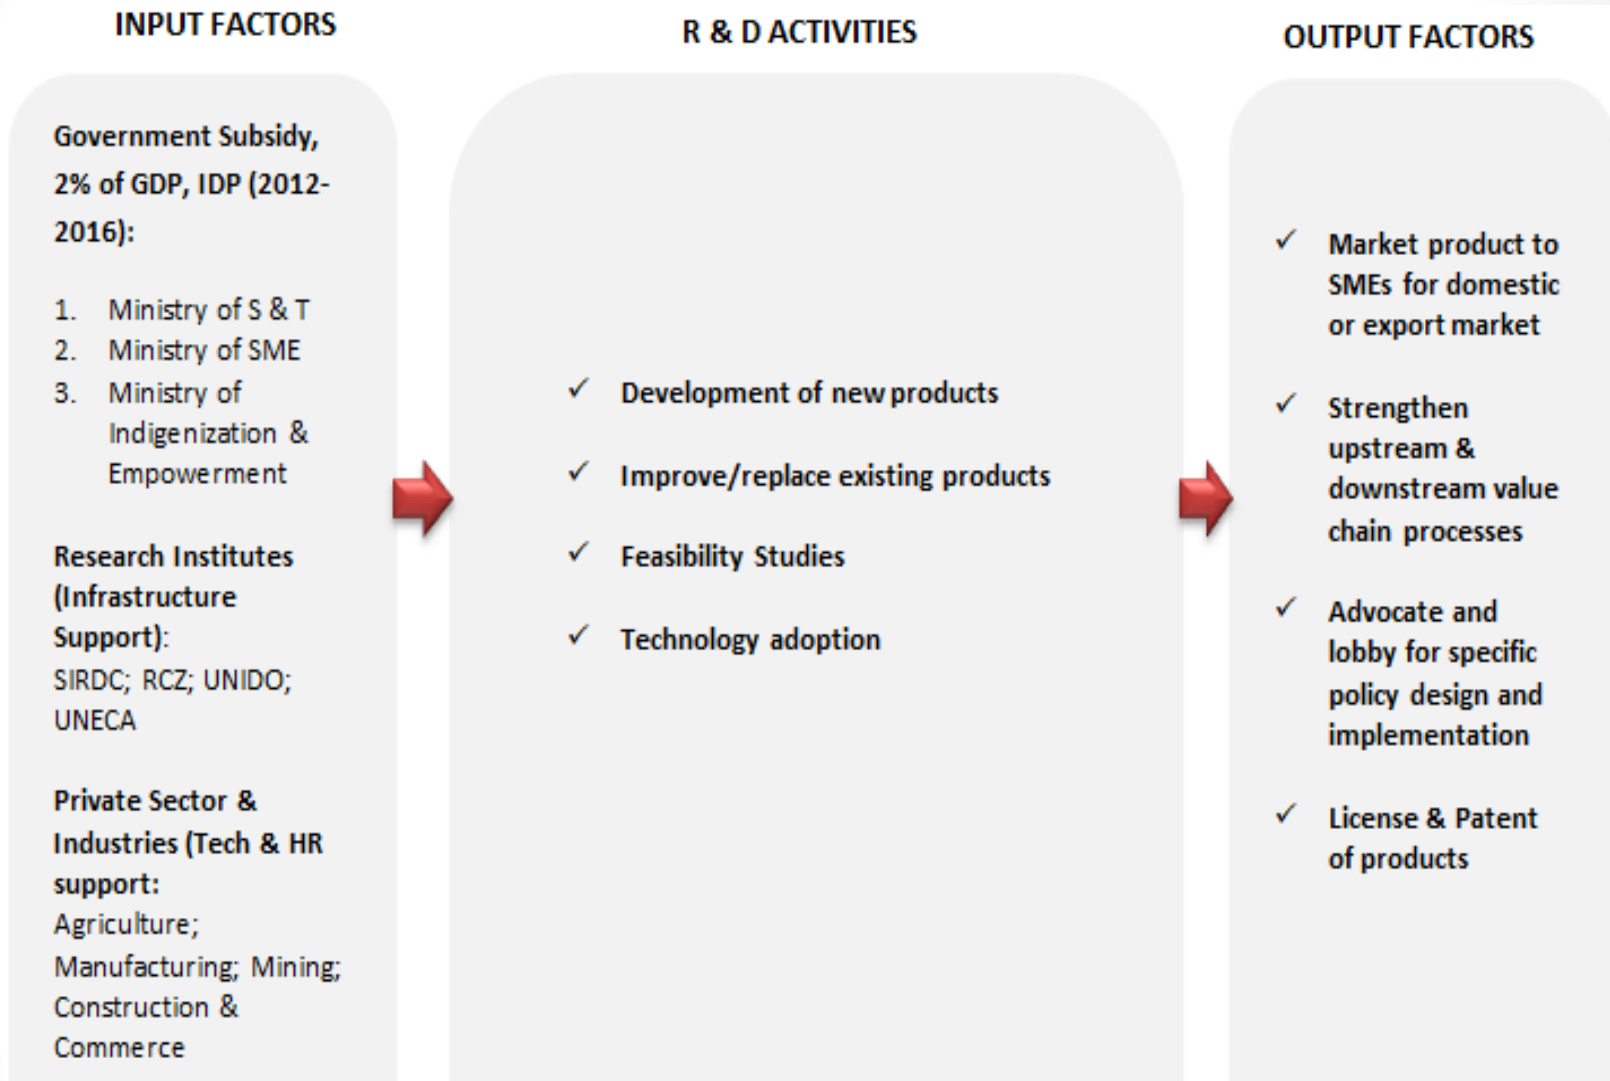 INPUT FACTORS
Government Subsidy,
2% of GDP, IDP (2012-
2016):
1. Ministry of S & T
2. Ministry of SME
3. Ministry of
Indigenization &
Empowerment
Research Institutes
(Infrastructure
Support):
SIRDC; RCZ; UNIDO;
UNECA
Private Sector &
Industries (Tech & HR
support:
Agriculture;
Manufacturing; Mining;
Construction &
Commerce
R & D ACTIVITIES
✓ Development of new products
✓ Improve/replace existing products
✓ Feasibility Studies
✓ Technology adoption
OUTPUT FACTORS
✓ Market product to
SMEs for domestic
or export market
✓ Strengthen
upstream &
downstream value
chain processes
✓ Advocate and
lobby for specific
policy design and
implementation
✓ License & Patent
of products